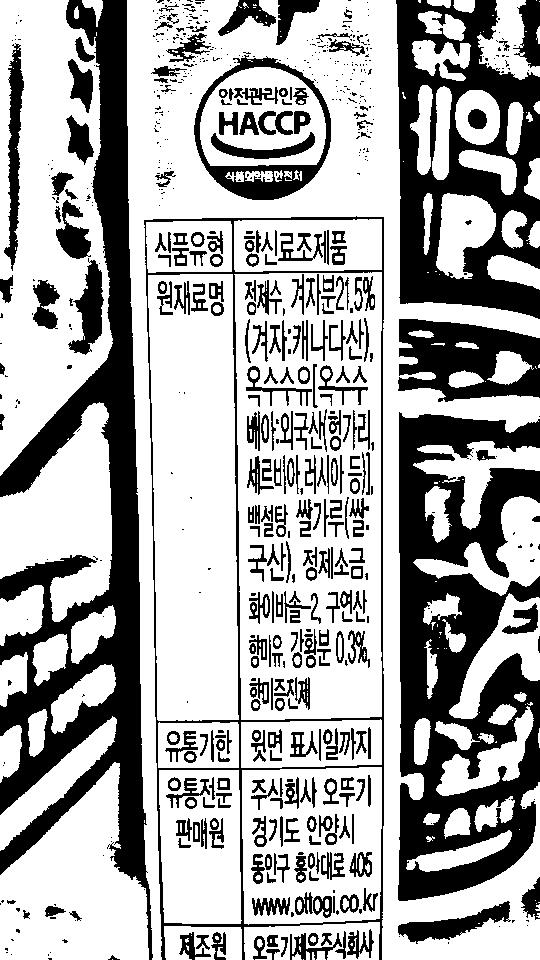 안전관리인증
HACCP
식품의약품안전처
식품유형 향신료조제품
원재료명 정제수, 겨자분21.5%
(겨자:캐나다산),
옥수수유[옥수수
배아:외국산(헝가리,
세르비아,러시아 등)],
백설탕, 쌀가루(쌀:
국산), 정제소금,
화이바솔-2, 구연산,
향미유, 강황분 0.3%,
향미증진제
유통기한 윗면 표시일까지
유통전문 주식회사 오뚜기
판매원 경기도 안양시
동안구 흥안대로 405
www.ottogi.co.kr
제조원 오뚜기제유주식회사